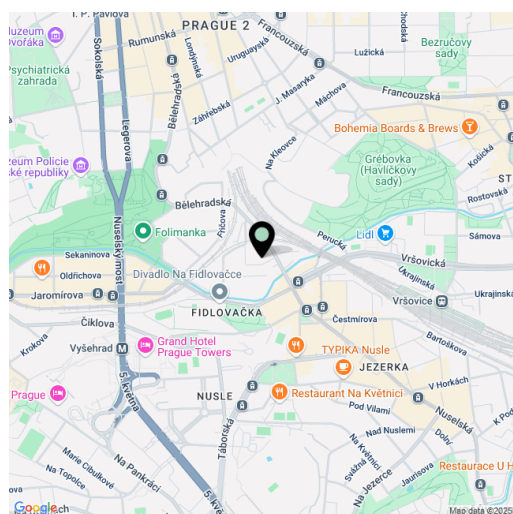 I. P. Pavlova
PRAGUE 2
Muzeum
Dvořáka
Rumunská
Londýnská
Uruguayská
Francouzská
Lužická
Chodská
Bezručovy
sady
Sokolská
Psychiatrická
zahrada
Legerova
Bělehradská
Záhřebská
J. Masaryka
Máchova
Francouzská
Bohemia Boards & Brews
Na Kleovce
Košická
Muzeum Policie
České republiky
Grébovka
(Havlíčkovy
sady)
ST
Rostovská
Bělehradská
Fričova
Nuselský most
Folimanka
Perucká
Lidl
Sámova
Sekaninova
Oldřichova
Divadlo Na Fidlovačce
Vršovická
Ukrajinská
Ukrajinská
Jaromírova
Vršovice
FIDLOVAČKA
Čiklova
Čestmírova
Krokova
Vyšehrad
Grand Hotel
Prague Towers
Bartoškova
TYPIKA Nusle
JEZERKA
5. května
Prague
NUSLE
Restaurant Na Květnici
V Horkách
Pod Vilami
Nuselská
Táborská
Nad Nuslemi
Dolní
K Pod
Marie Cibulkové
Na Pankráci
Na Topolce
Na Květnici
Svážná
Jaurisova
Restaurace U H
5. květ
Na Jezerce
Google
Map data ©2025